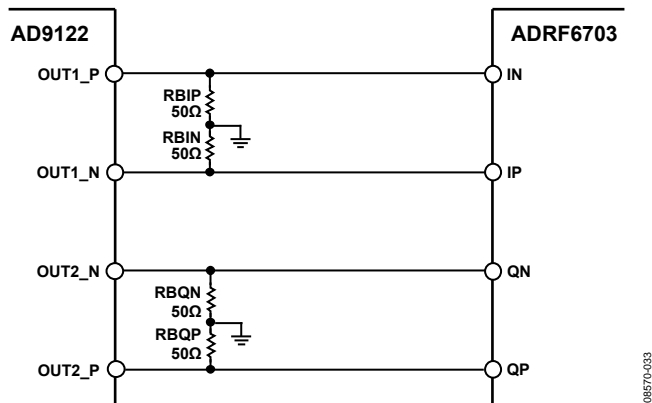 AD9122
ADRF6703
OUT1_P
IN
RBIP
50Ω
RBIN
50Ω
OUT1_N
IP
OUT2_N
QN
RBQN
50Ω
RBQP
50Ω
OUT2_P
QP
08570-033